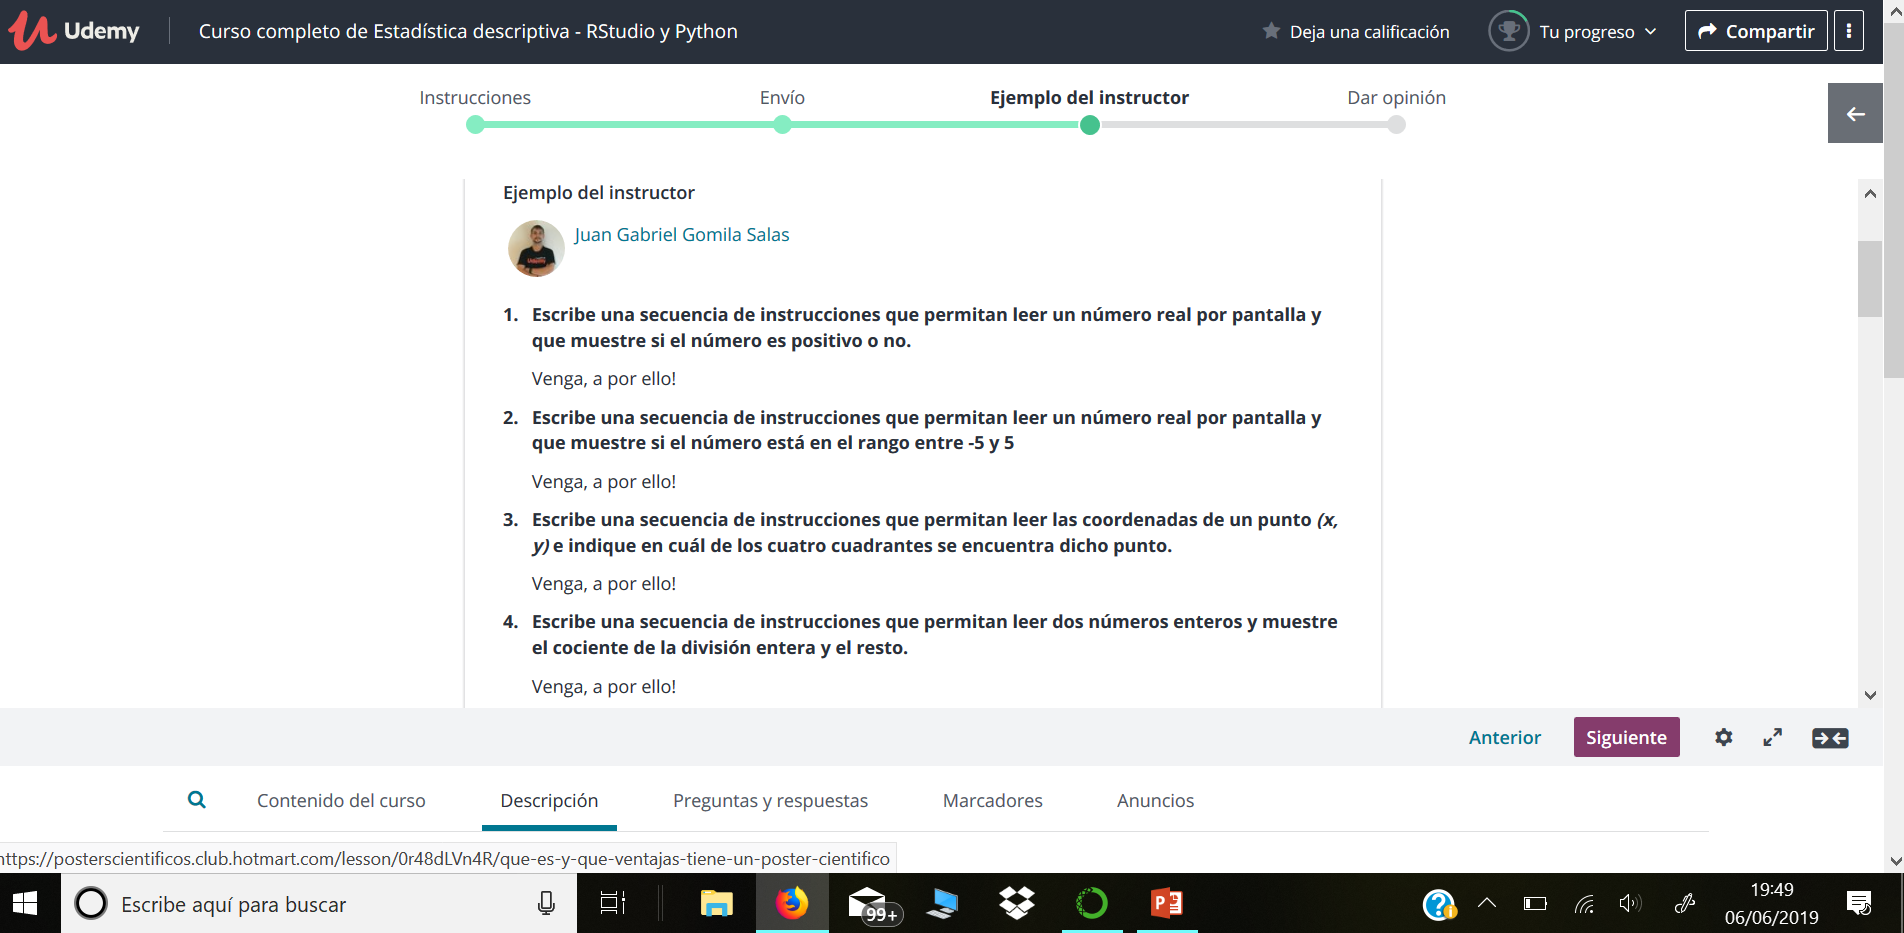 Udemy
Curso completo de Estadística descriptiva - RStudio y Python
Deja una calificación
Tu progreso
Compartir
Instrucciones
Envío
Ejemplo del instructor
Dar opinión
Ejemplo del instructor
Juan Gabriel Gomila Salas
1. Escribe una secuencia de instrucciones que permitan leer un número real por pantalla y
que muestre si el número es positivo o no.
Venga, a por ello!
2. Escribe una secuencia de instrucciones que permitan leer un número real por pantalla y
que muestre si el número está en el rango entre -5 y 5
Venga, a por ello!
3. Escribe una secuencia de instrucciones que permitan leer las coordenadas de un punto (x,
y) e indique en cuál de los cuatro cuadrantes se encuentra dicho punto.
Venga, a por ello!
4. Escribe una secuencia de instrucciones que permitan leer dos números enteros y muestre
el cociente de la división entera y el resto.
Venga, a por ello!
Anterior
Siguiente
Contenido del curso
Descripción
Preguntas y respuestas
Marcadores
Anuncios
https://posterscientificos.club.hotmart.com/lesson/0r48dLVn4R/que-es-y-que-ventajas-tiene-un-poster-cientifico
Escribe aquí para buscar
99+
19:49
06/06/2019